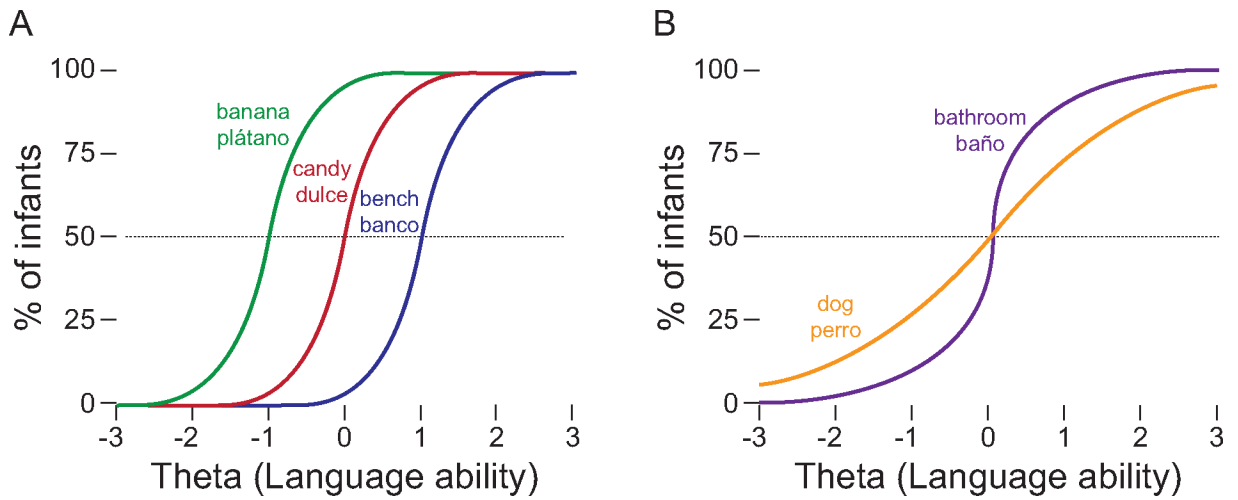 A
% of infants
100
75
50
25
0
banana
plátano
candy
dulce
bench
banco
-3 -2 -1 0 1 2 3
Theta (Language ability)
B
% of infants
100
75
50
25
0
bathroom
baño
dog
perro
-3 -2 -1 0 1 2 3
Theta (Language ability)